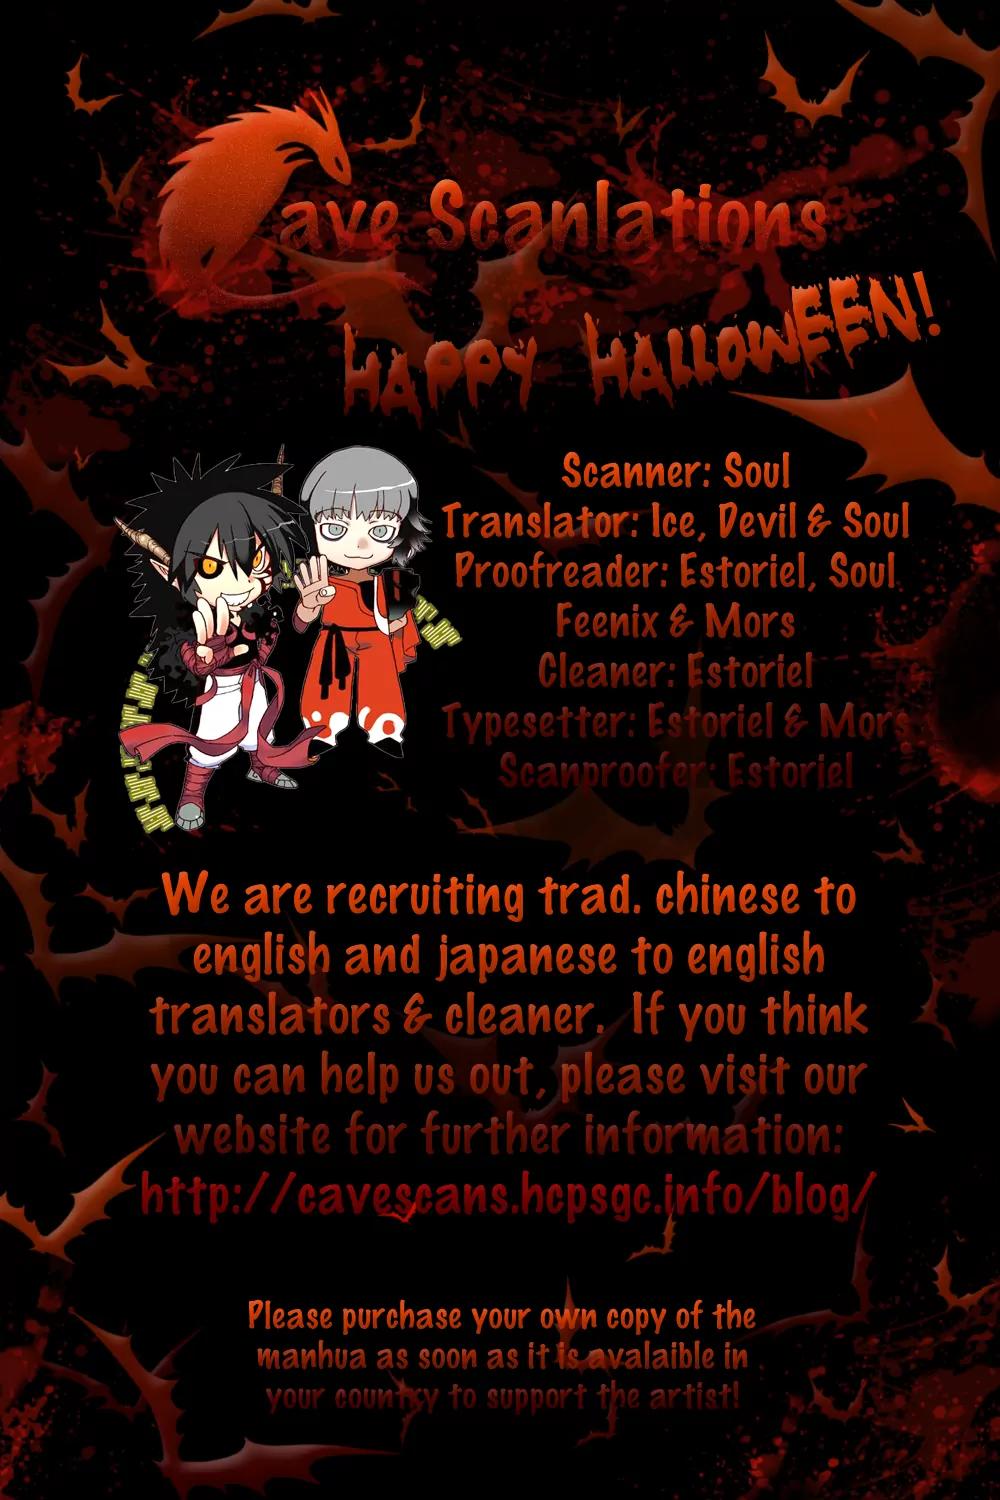 Cave Scanlations
HAPPY HALLOWEEN!
Scanner: Soul
Translator: Ice, Devil & Soul
Proofreader: Estoriel, Soul
Feenix & Mors
Cleaner: Estoriel
Typesetter: Estoriel & Mors
Scanproofer: Estoriel
We are recruiting trad. chinese to
english and japanese to english
translators & cleaner. If you think
you can help us out, please visit our
website for further information:
http://cavescans.hcpsgc.info/blog/
Please purchase your own copy of the
manhua as soon as it is avalaible in
your country to support the artist!